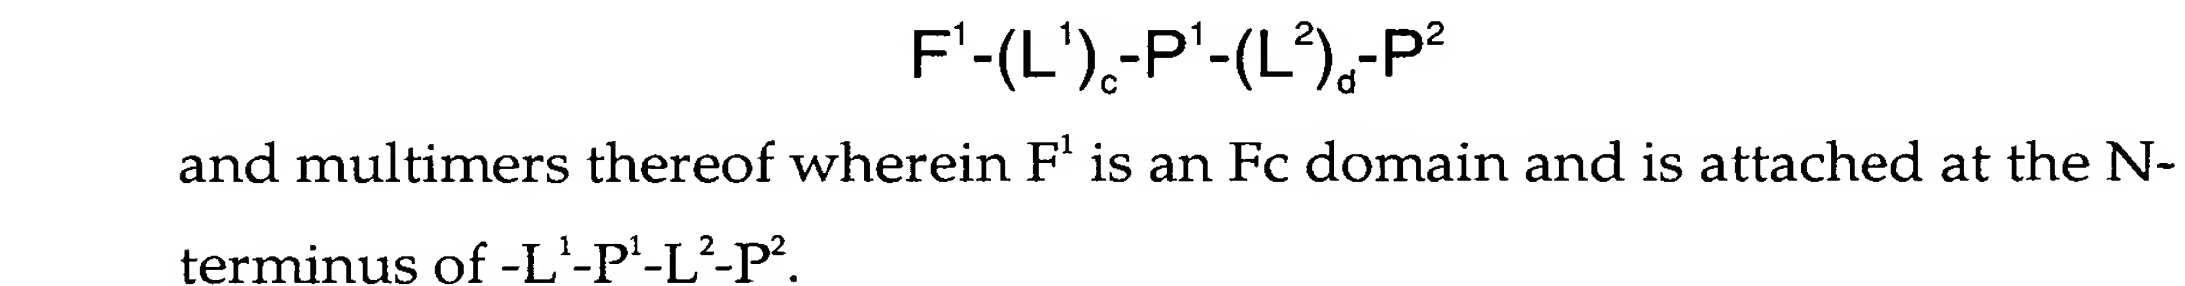 F¹-(L¹)c-P¹-(L²)d-P²
and multimers thereof wherein F¹ is an Fc domain and is attached at the N-
terminus of -L¹-P¹-L²-P².